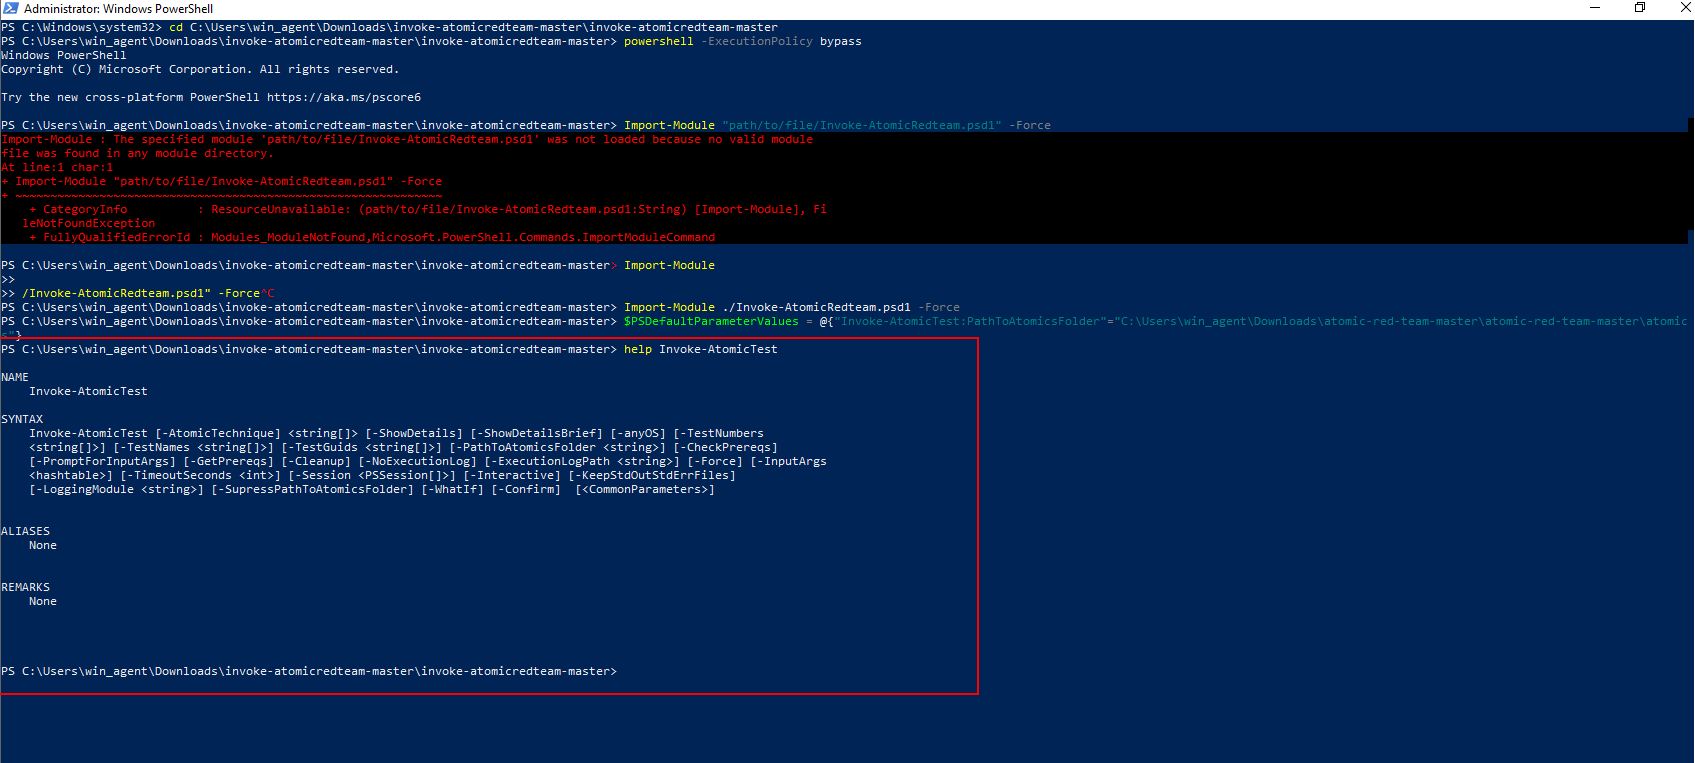 Administrator: Windows PowerShell
PS C:\Windows\system32> cd C:\Users\win_agent\Downloads\invoke-atomicredteam-master\invoke-atomicredteam-master
PS C:\Users\win_agent\Downloads\invoke-atomicredteam-master\invoke-atomicredteam-master> powershell -ExecutionPolicy bypass
Windows PowerShell
Copyright (C) Microsoft Corporation. All rights reserved.
Try the new cross-platform PowerShell https://aka.ms/pscore6
PS C:\Users\win_agent\Downloads\invoke-atomicredteam-master\invoke-atomicredteam-master> Import-Module "path/to/file/Invoke-AtomicRedteam.psd1" -Force
Import-Module : The specified module 'path/to/file/Invoke-AtomicRedteam.psd1' was not loaded because no valid module
file was found in any module directory.
At line:1 char:1
+ Import-Module "path/to/file/Invoke-AtomicRedteam.psd1" -Force
+ ~~~~~~~~~~~~~~~~~~~~~~~~~~~~~~~~~~~~~~~~~~~~~~~~~~~~~~~~~~~~~
    + CategoryInfo          : ResourceUnavailable: (path/to/file/Invoke-AtomicRedteam.psd1:String) [Import-Module], Fi
   leNotFoundException
    + FullyQualifiedErrorId : Modules_ModuleNotFound,Microsoft.PowerShell.Commands.ImportModuleCommand
PS C:\Users\win_agent\Downloads\invoke-atomicredteam-master\invoke-atomicredteam-master> Import-Module
>>
>> /Invoke-AtomicRedteam.psd1" -Force^C
PS C:\Users\win_agent\Downloads\invoke-atomicredteam-master\invoke-atomicredteam-master> Import-Module ./Invoke-AtomicRedteam.psd1 -Force
PS C:\Users\win_agent\Downloads\invoke-atomicredteam-master\invoke-atomicredteam-master> $PSDefaultParameterValues = @{"Invoke-AtomicTest:PathToAtomicsFolder"="C:\Users\win_agent\Downloads\atomic-red-team-master\atomic-red-team-master\atomic
s"}
PS C:\Users\win_agent\Downloads\invoke-atomicredteam-master\invoke-atomicredteam-master> help Invoke-AtomicTest
NAME
    Invoke-AtomicTest
SYNTAX
    Invoke-AtomicTest [-AtomicTechnique] <string[]> [-ShowDetails] [-ShowDetailsBrief] [-anyOS] [-TestNumbers
    <string[]>] [-TestNames <string[]>] [-TestGuids <string[]>] [-PathToAtomicsFolder <string>] [-CheckPrereqs]
    [-PromptForInputArgs] [-GetPrereqs] [-Cleanup] [-NoExecutionLog] [-ExecutionLogPath <string>] [-Force] [-InputArgs
    <hashtable>] [-TimeoutSeconds <int>] [-Session <PSSession[]>] [-Interactive] [-KeepStdOutStdErrFiles]
    [-LoggingModule <string>] [-SupressPathToAtomicsFolder] [-WhatIf] [-Confirm]  [<CommonParameters>]
ALIASES
    None
REMARKS
    None
PS C:\Users\win_agent\Downloads\invoke-atomicredteam-master\invoke-atomicredteam-master>